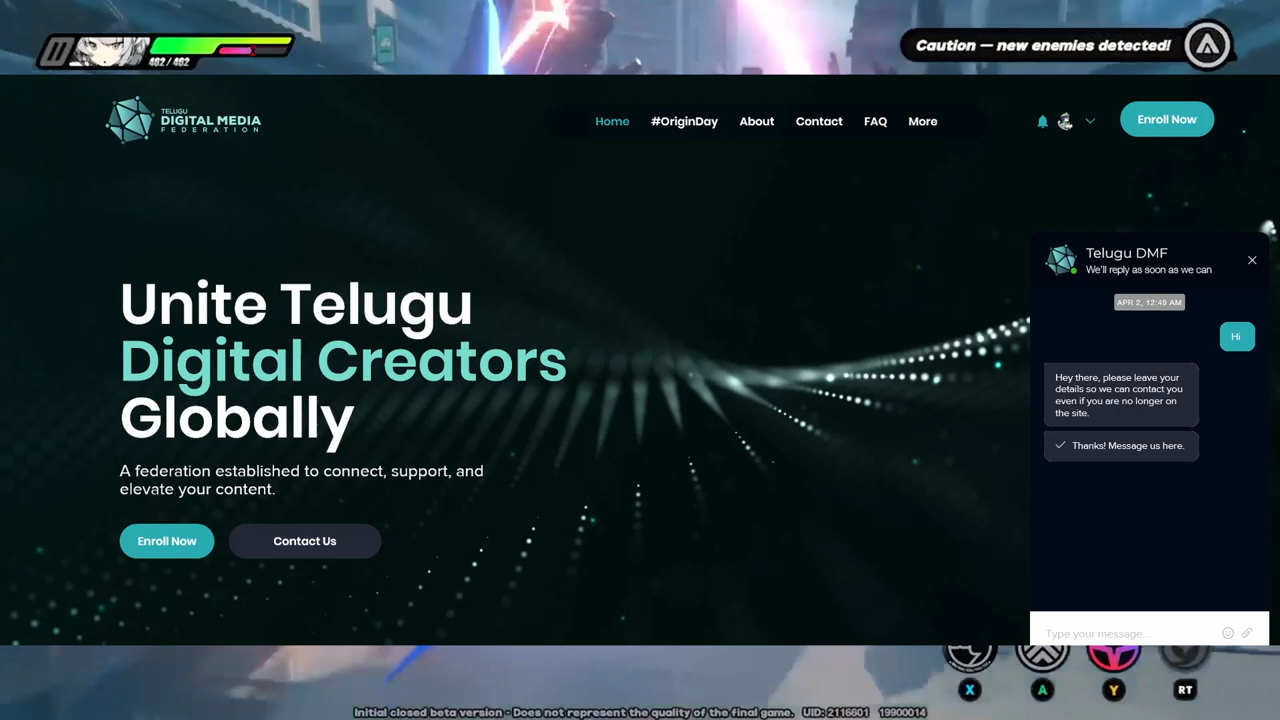 462/462
Caution — new enemies detected!
TELUGU
DIGITAL MEDIA
FEDERATION
Home #OriginDay About Contact FAQ More
Enroll Now
Telugu DMF
We'll reply as soon as we can
APR 2, 12:49 AM
Hi
Hey there, please leave your
details so we can contact you
even if you are no longer on
the site.
Thanks! Message us here.
Type your message...
Unite Telugu
Digital Creators
Globally
A federation established to connect, support, and
elevate your content.
Enroll Now Contact Us
X A Y RT
Initial closed beta version - Does not represent the quality of the final game. UID: 2116601 19900014